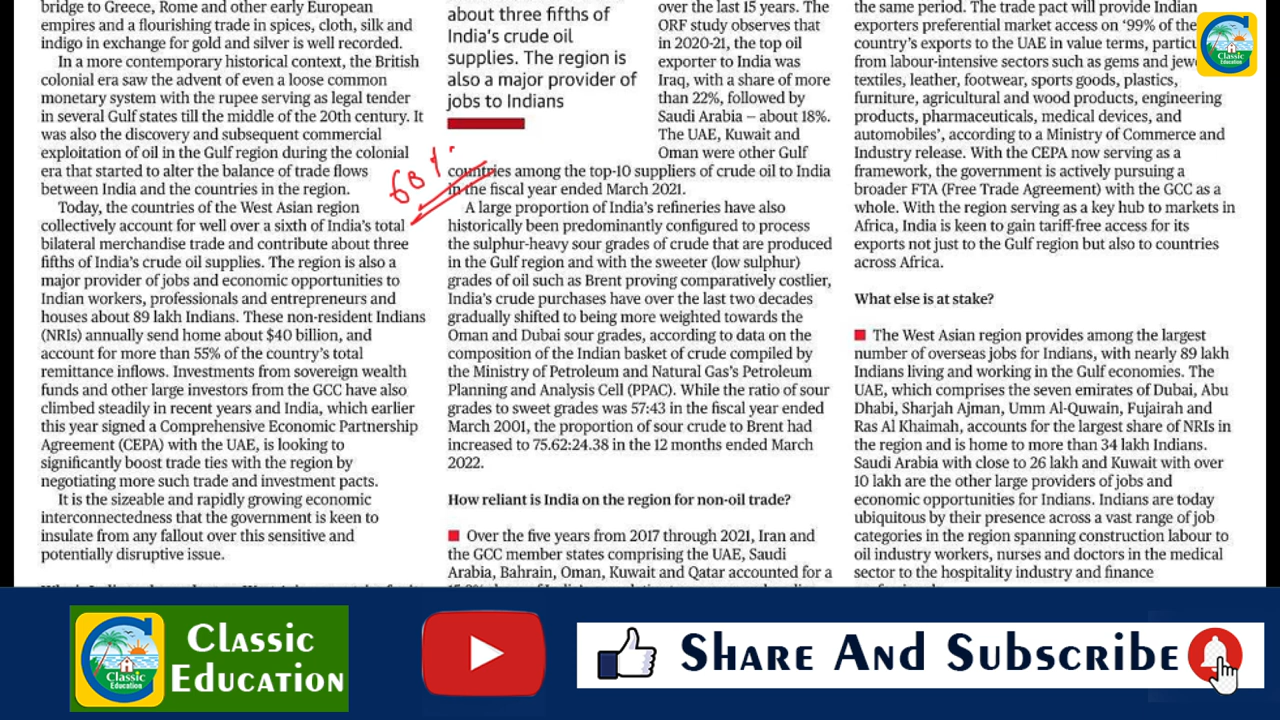 bridge to Greece, Rome and other early European
empires and a flourishing trade in spices, cloth, silk and
indigo in exchange for gold and silver is well recorded.
In a more contemporary historical context, the British
colonial era saw the advent of even a loose common
monetary system with the rupee serving as legal tender
in several Gulf states till the middle of the 20th century. It
was also the discovery and subsequent commercial
exploitation of oil in the Gulf region during the colonial
era that started to alter the balance of trade flows
between India and the countries in the region.
Today, the countries of the West Asian region
collectively account for well over a sixth of India's total
bilateral merchandise trade and contribute about three
fifths of India's crude oil supplies. The region is also a
major provider of jobs and economic opportunities to
Indian workers, professionals and entrepreneurs and
houses about 89 lakh Indians. These non-resident Indians
(NRIs) annually send home about $40 billion, and
account for more than 55% of the country's total
remittance inflows. Investments from sovereign wealth
funds and other large investors from the GCC have also
climbed steadily in recent years and India, which earlier
this year signed a Comprehensive Economic Partnership
Agreement (CEPA) with the UAE, is looking to
significantly boost trade ties with the region by
negotiating more such trade and investment pacts.
It is the sizeable and rapidly growing economic
interconnectedness that the government is keen to
insulate from any fallout over this sensitive and
potentially disruptive issue.
about three fifths of
India's crude oil
supplies. The region is
also a major provider of
jobs to Indians
68%
over the last 15 years. The
ORF study observes that
in 2020-21, the top oil
exporter to India was
Iraq, with a share of more
than 22%, followed by
Saudi Arabia – about 18%.
The UAE, Kuwait and
Oman were other Gulf
countries among the top-10 suppliers of crude oil to India
in the fiscal year ended March 2021.
A large proportion of India's refineries have also
historically been predominantly configured to process
the sulphur-heavy sour grades of crude that are produced
in the Gulf region and with the sweeter (low sulphur)
grades of oil such as Brent proving comparatively costlier,
India's crude purchases have over the last two decades
gradually shifted to being more weighted towards the
Oman and Dubai sour grades, according to data on the
composition of the Indian basket of crude compiled by
the Ministry of Petroleum and Natural Gas's Petroleum
Planning and Analysis Cell (PPAC). While the ratio of sour
grades to sweet grades was 57:43 in the fiscal year ended
March 2001, the proportion of sour crude to Brent had
increased to 75.62:24.38 in the 12 months ended March
2022.
How reliant is India on the region for non-oil trade?
Over the five years from 2017 through 2021, Iran and
the GCC member states comprising the UAE, Saudi
Arabia, Bahrain, Oman, Kuwait and Qatar accounted for a
the same period. The trade pact will provide Indian
exporters preferential market access on '99% of the
country's exports to the UAE in value terms,
from labour-intensive sectors such as gems and
textiles, leather, footwear, sports goods, plastics,
furniture, agricultural and wood products, engineering
products, pharmaceuticals, medical devices, and
automobiles', according to a Ministry of Commerce and
Industry release. With the CEPA now serving as a
framework, the government is actively pursuing a
broader FTA (Free Trade Agreement) with the GCC as a
whole. With the region serving as a key hub to markets in
Africa, India is keen to gain tariff-free access for its
exports not just to the Gulf region but also to countries
across Africa.
What else is at stake?
The West Asian region provides among the largest
number of overseas jobs for Indians, with nearly 89 lakh
Indians living and working in the Gulf economies. The
UAE, which comprises the seven emirates of Dubai, Abu
Dhabi, Sharjah Ajman, Umm Al-Quwain, Fujairah and
Ras Al Khaimah, accounts for the largest share of NRIs in
the region and is home to more than 34 lakh Indians.
Saudi Arabia with close to 26 lakh and Kuwait with over
10 lakh are the other large providers of jobs and
economic opportunities for Indians. Indians are today
ubiquitous by their presence across a vast range of job
categories in the region spanning construction labour to
oil industry workers, nurses and doctors in the medical
sector to the hospitality industry and finance
Classic
Education
Classic
Education
Classic
Education
Share And Subscribe